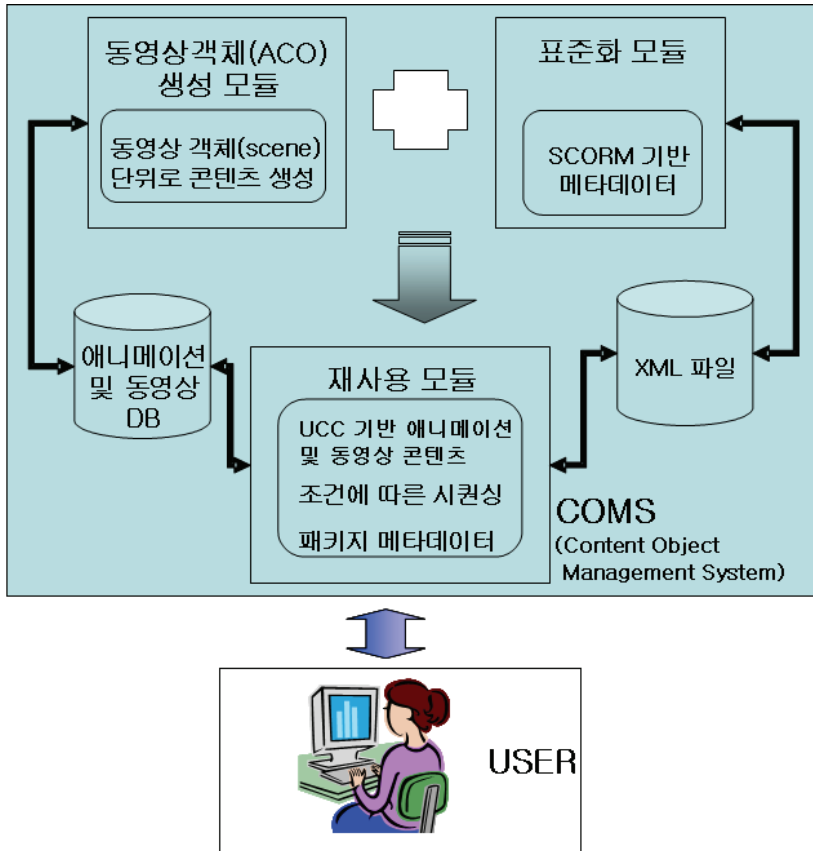 동영상객체(ACO)
생성 모듈
동영상 객체(scene)
단위로 콘텐츠 생성
표준화 모듈
SCORM 기반
메타데이터
애니메이션
및 동영상
DB
XML 파일
재사용 모듈
UCC 기반 애니메이션
및 동영상 콘텐츠
조건에 따른 시퀀싱
패키지 메타데이터
COMS
(Content Object
Management System)
USER